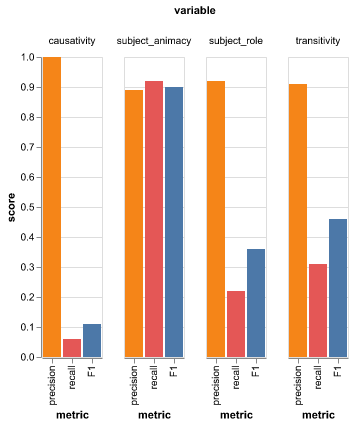 variable
causativity subject_animacy subject_role transitivity
1.0
0.9
0.8
0.7
0.6
0.5
0.4
0.3
0.2
0.1
0.0
score
precision recall F1 precision recall F1 precision recall F1 precision recall F1
metric metric metric metric